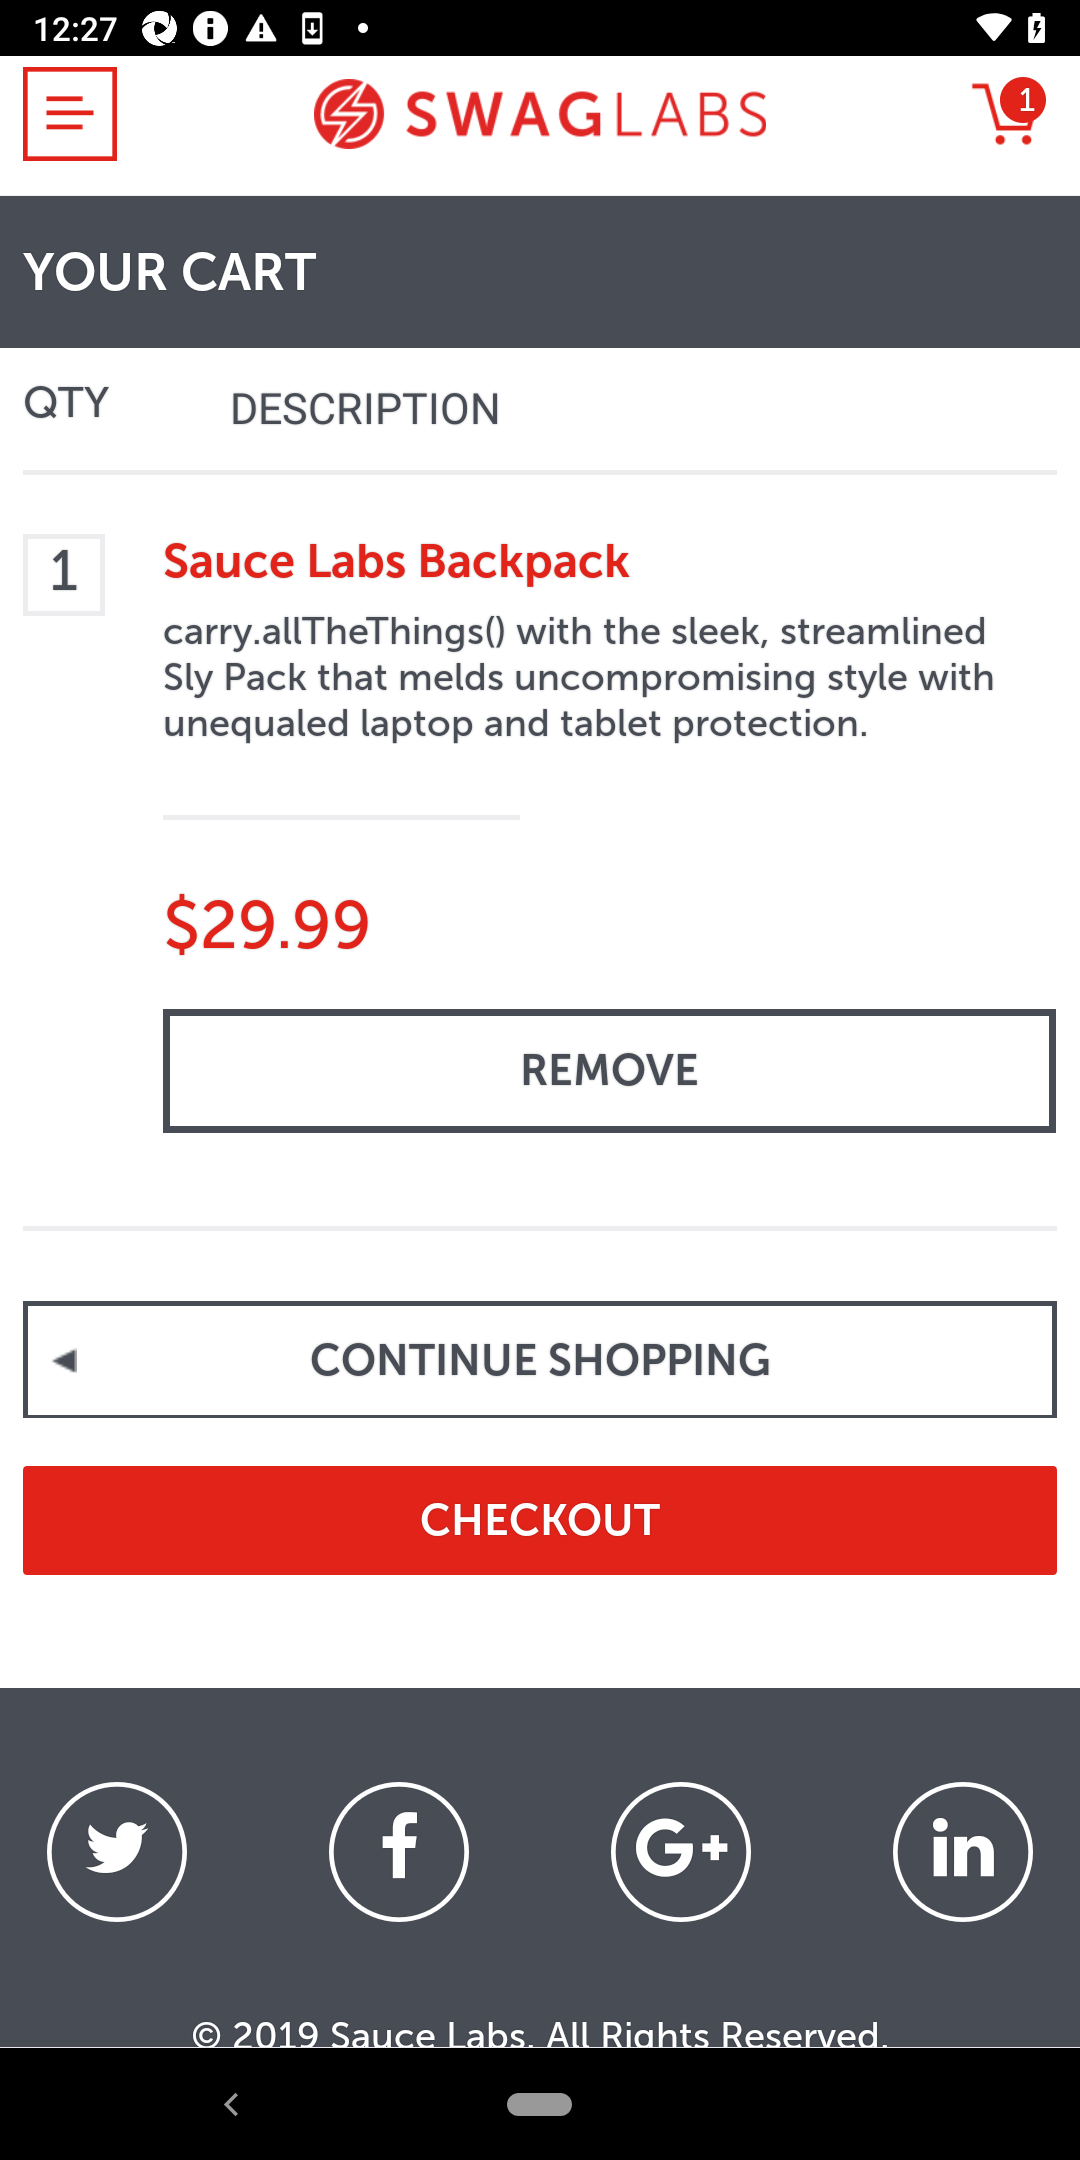 12:27
SWAGLABS
1
YOUR CART
QTY
DESCRIPTION
1
Sauce Labs Backpack
carry.allTheThings() with the sleek, streamlined
Sly Pack that melds uncompromising style with
unequaled laptop and tablet protection.
$29.99
REMOVE
CONTINUE SHOPPING
CHECKOUT
© 2019 Sauce Labs. All Rights Reserved.